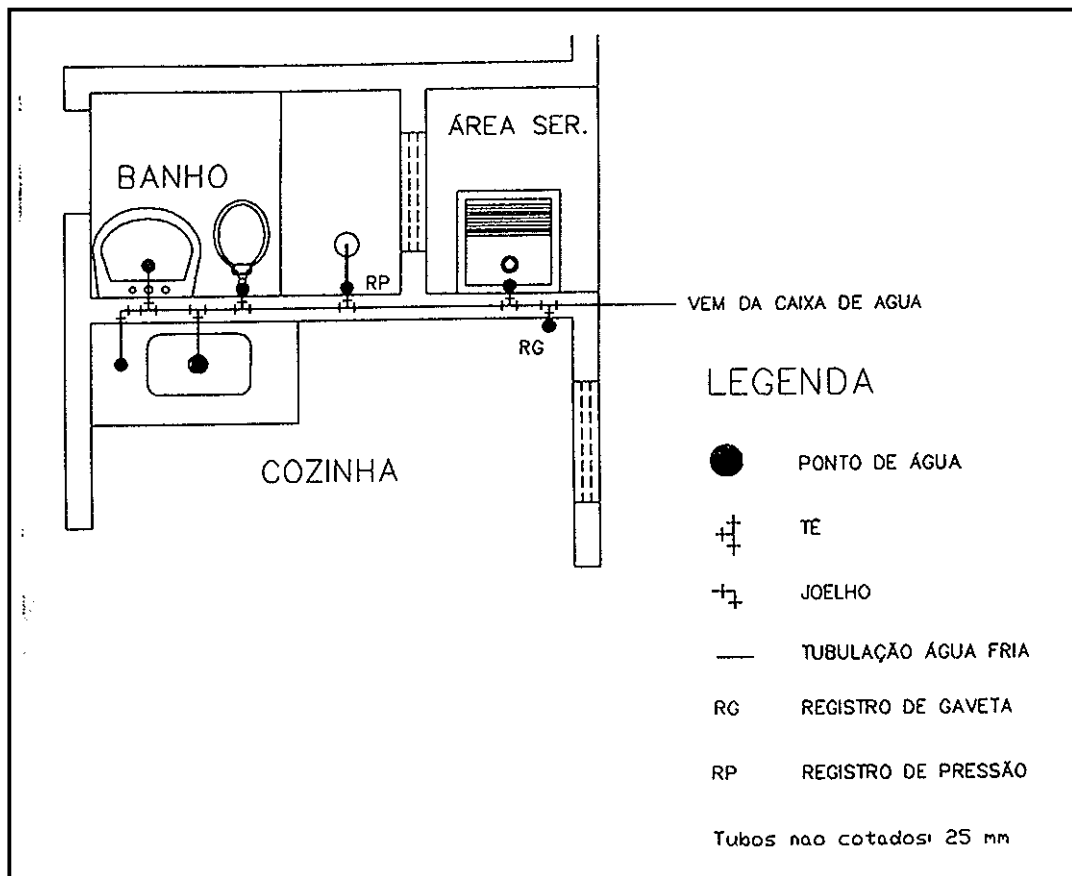 ÁREA SER.
BANHO
RP
VEM DA CAIXA DE AGUA
RG
LEGENDA
PONTO DE ÁGUA
COZINHA
TÊ
JOELHO
TUBULAÇÃO ÁGUA FRIA
RG REGISTRO DE GAVETA
RP REGISTRO DE PRESSÃO
Tubos nao cotados: 25 mm